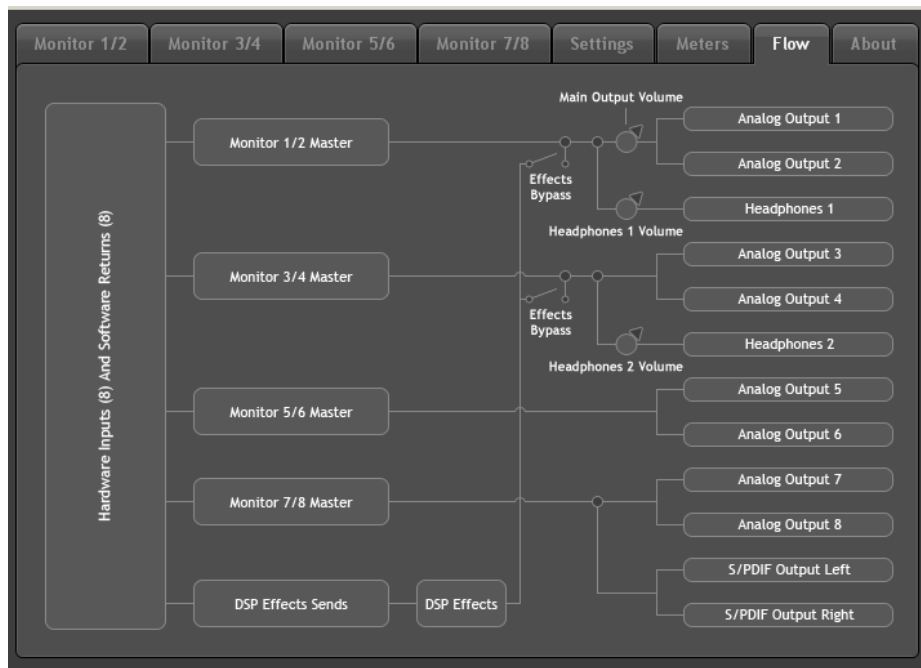 Monitor 1/2 Monitor 3/4 Monitor 5/6 Monitor 7/8 Settings Meters Flow About
Hardware Inputs (8) And Software Returns (8)
Monitor 1/2 Master
Monitor 3/4 Master
Monitor 5/6 Master
Monitor 7/8 Master
DSP Effects Sends
DSP Effects
Main Output Volume
Effects
Bypass
Headphones 1 Volume
Effects
Bypass
Headphones 2 Volume
Analog Output 1
Analog Output 2
Headphones 1
Analog Output 3
Analog Output 4
Headphones 2
Analog Output 5
Analog Output 6
Analog Output 7
Analog Output 8
S/PDIF Output Left
S/PDIF Output Right